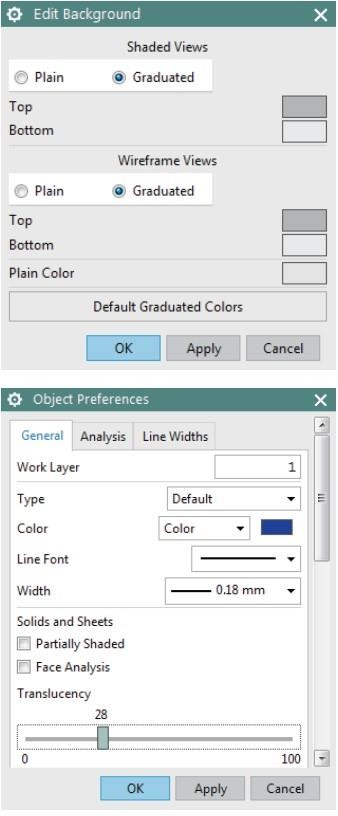 Edit Background
Shaded Views
Plain Graduated
Top
Bottom
Wireframe Views
Plain Graduated
Top
Bottom
Plain Color
Default Graduated Colors
OK Apply Cancel
Object Preferences
General Analysis Line Widths
Work Layer 1
Type Default
Color Color
Line Font
Width 0.18 mm
Solids and Sheets
Partially Shaded
Face Analysis
Translucency
28
0 100
OK Apply Cancel